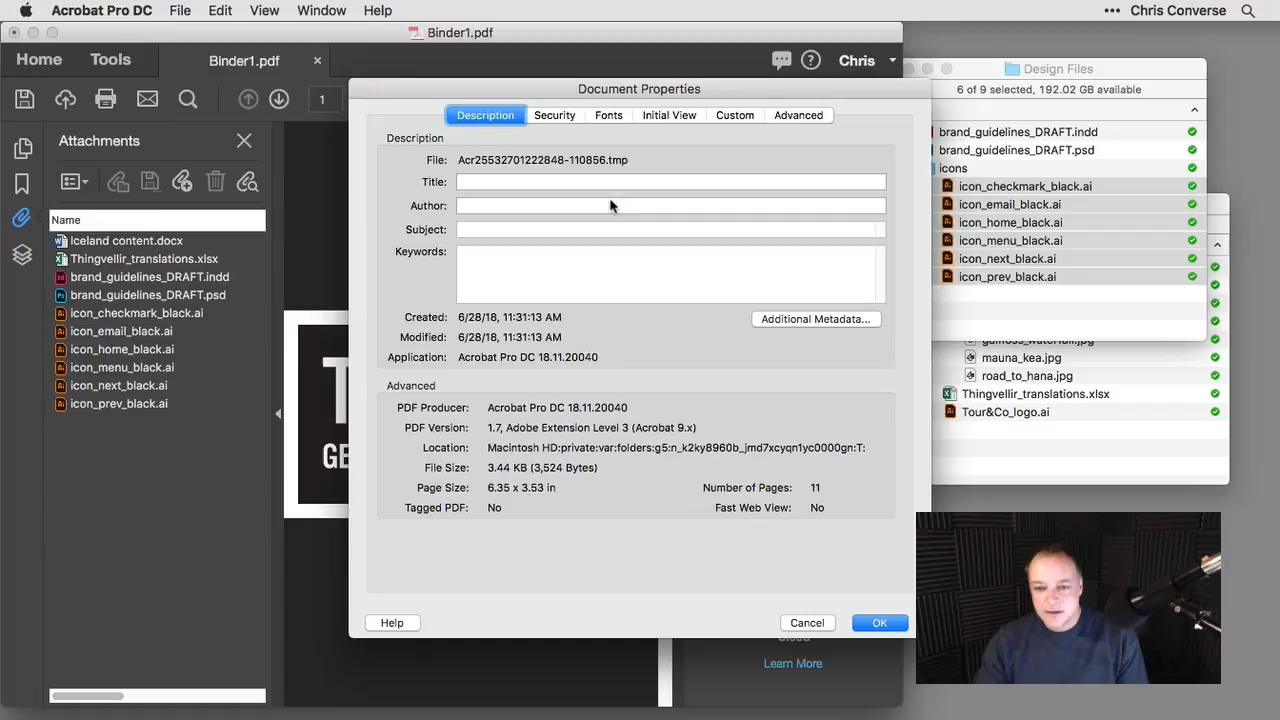 Acrobat Pro DC File Edit View Window Help
Chris Converse
Binder1.pdf
Home Tools Binder1.pdf
Chris
1
Attachments
Name
Iceland content.docx
Thingvellir_translations.xlsx
brand_guidelines_DRAFT.indd
brand_guidelines_DRAFT.psd
icon_checkmark_black.ai
icon_email_black.ai
icon_home_black.ai
icon_menu_black.ai
icon_next_black.ai
icon_prev_black.ai
T
GE
Document Properties
Description Security Fonts Initial View Custom Advanced
Description
File: Acr25532701222848-110856.tmp
Title:
Author:
Subject:
Keywords:
Created: 6/28/18, 11:31:13 AM
Additional Metadata...
Modified: 6/28/18, 11:31:13 AM
Application: Acrobat Pro DC 18.11.20040
Advanced
PDF Producer: Acrobat Pro DC 18.11.20040
PDF Version: 1.7, Adobe Extension Level 3 (Acrobat 9.x)
Location: Macintosh HD:private:var:folders:g5:n_k2ky8960b_jmd7xcyqn1yc0000gn:T:
File Size: 3.44 KB (3,524 Bytes)
Page Size: 6.35 x 3.53 in Number of Pages: 11
Tagged PDF: No Fast Web View: No
Help Cancel OK
Learn More
Design Files
6 of 9 selected, 192.02 GB available
brand_guidelines_DRAFT.indd
brand_guidelines_DRAFT.psd
icons
icon_checkmark_black.ai
icon_email_black.ai
icon_home_black.ai
icon_menu_black.ai
icon_next_black.ai
icon_prev_black.ai
mauna_kea.jpg
road_to_hana.jpg
Thingvellir_translations.xlsx
Tour&Co_logo.ai